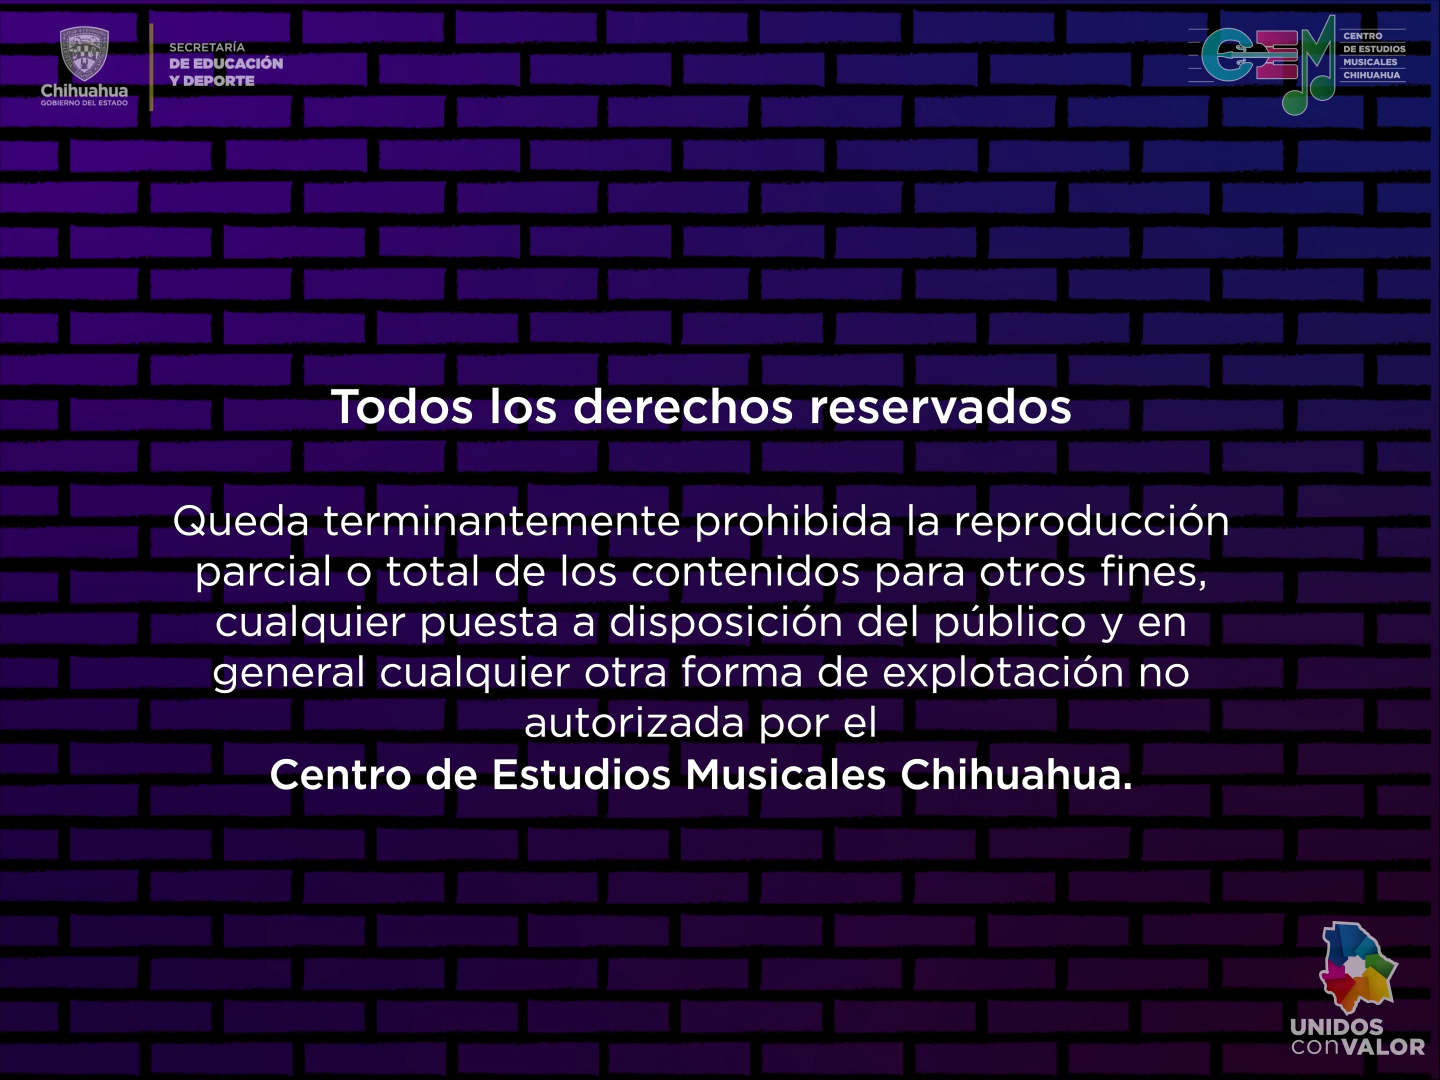 Chihuahua
GOBIERNO DEL ESTADO
SECRETARÍA
DE EDUCACIÓN
Y DEPORTE
CEM
CENTRO
DE ESTUDIOS
MUSICALES
CHIHUAHUA
Todos los derechos reservados
Queda terminantemente prohibida la reproducción
parcial o total de los contenidos para otros fines,
cualquier puesta a disposición del público y en
general cualquier otra forma de explotación no
autorizada por el
Centro de Estudios Musicales Chihuahua.
UNIDOS
conVALOR